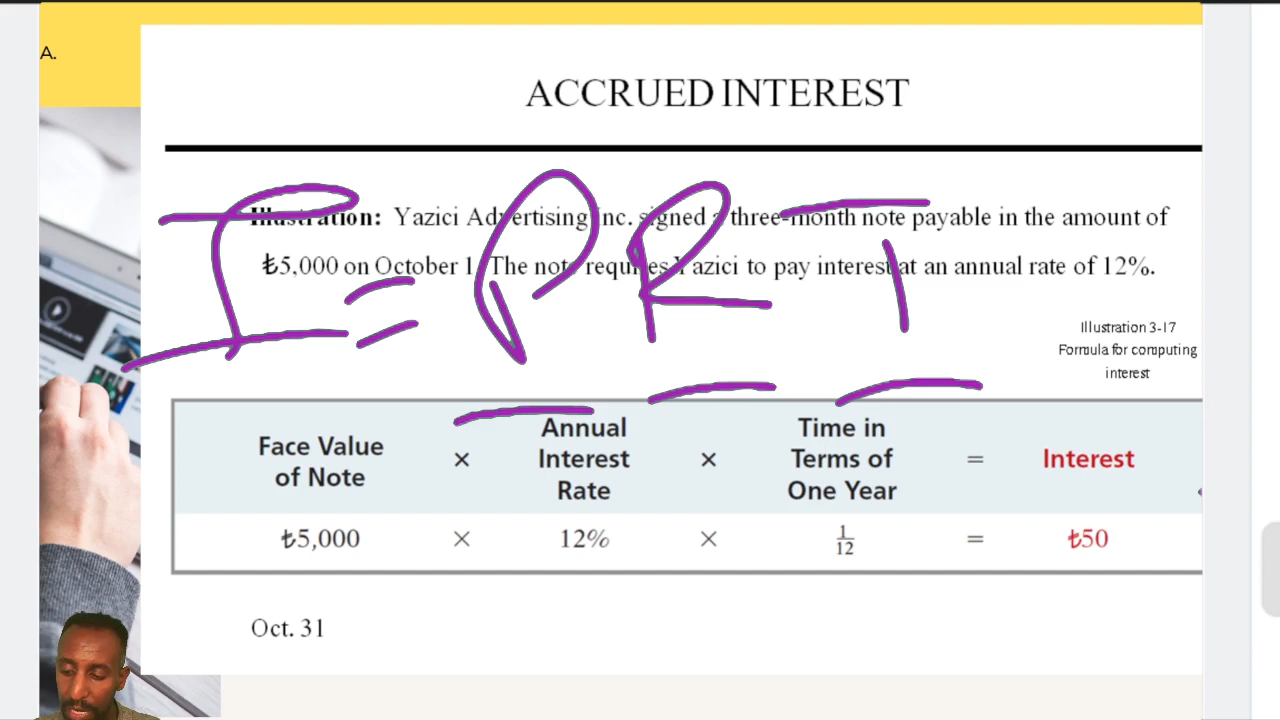 A.
ACCRUED INTEREST
Illustration: Yazici Advertising Inc. signed a three-month note payable in the amount of
₺5,000 on October 1. The note requires Yazici to pay interest at an annual rate of 12%.
I = P R T
Illustration 3-17
Formula for computing
interest
Face Value of Note × Annual Interest Rate × Time in Terms of One Year = Interest
₺5,000 × 12% × 1/12 = ₺50
Oct. 31